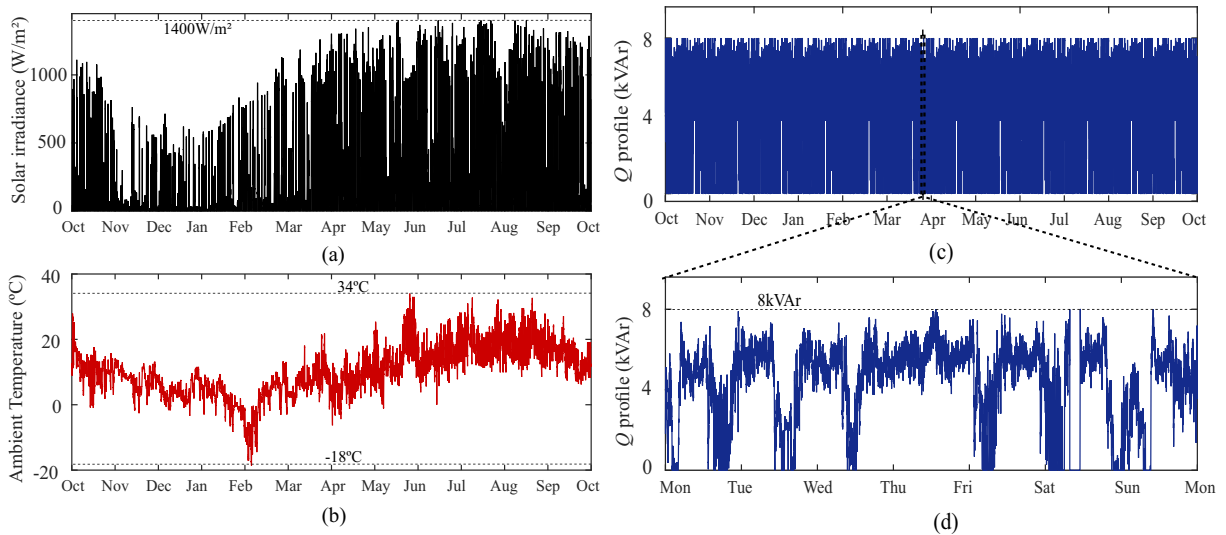 Solar irradiance (W/m²)
1400W/m²
1000
500
0
Oct Nov Dec Jan Feb Mar Apr May Jun Jul Aug Sep Oct
(a)
Ambient Temperature (ºC)
40
34ºC
20
0
-18ºC
-20
Oct Nov Dec Jan Feb Mar Apr May Jun Jul Aug Sep Oct
(b)
Q profile (kVAr)
8
4
0
Oct Nov Dec Jan Feb Mar Apr May Jun Jul Aug Sep Oct
(c)
Q profile (kVAr)
8kVAr
8
4
0
Mon Tue Wed Thu Fri Sat Sun Mon
(d)